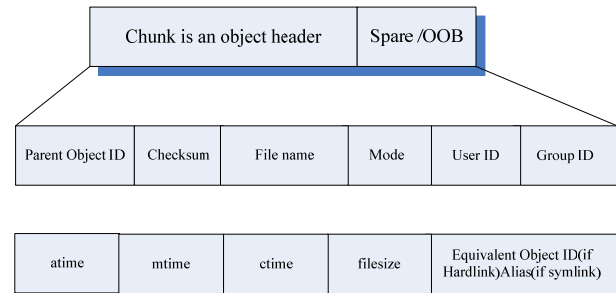 Chunk is an object header
Spare /OOB
Parent Object ID
Checksum
File name
Mode
User ID
Group ID
atime
mtime
ctime
filesize
Equivalent Object ID(if
Hardlink)Alias(if symlink)